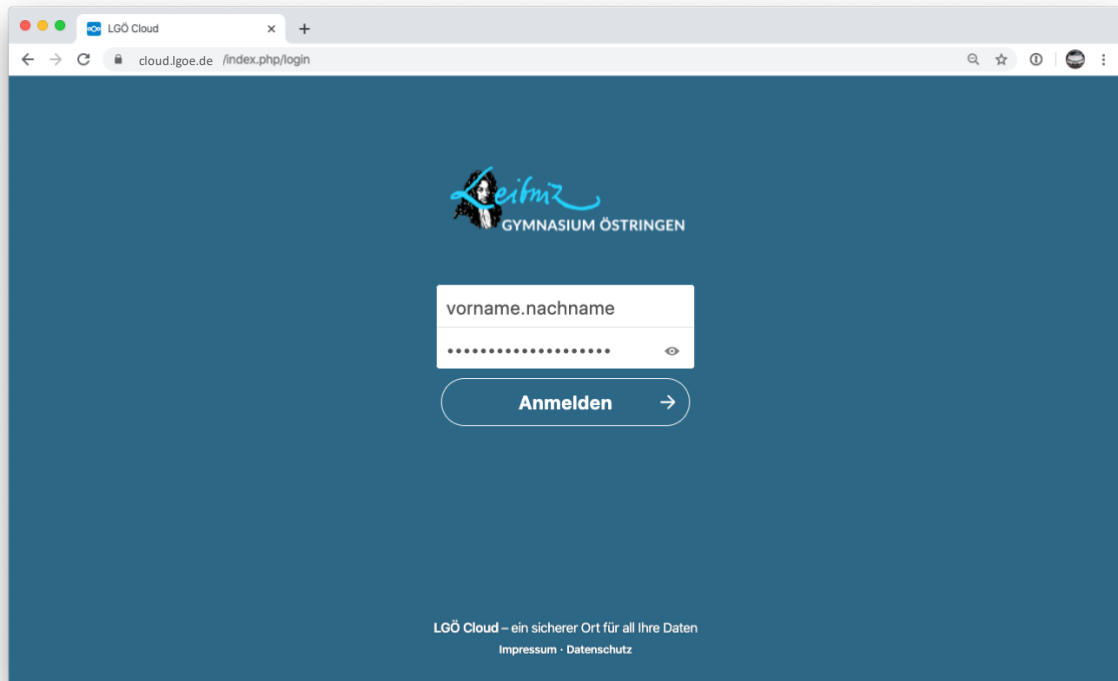 LGÖ Cloud
cloud.lgoe.de /index.php/login
Leibniz
GYMNASIUM ÖSTRINGEN
vorname.nachname
••••••••••••••••••••
Anmelden
LGÖ Cloud – ein sicherer Ort für all Ihre Daten
Impressum · Datenschutz